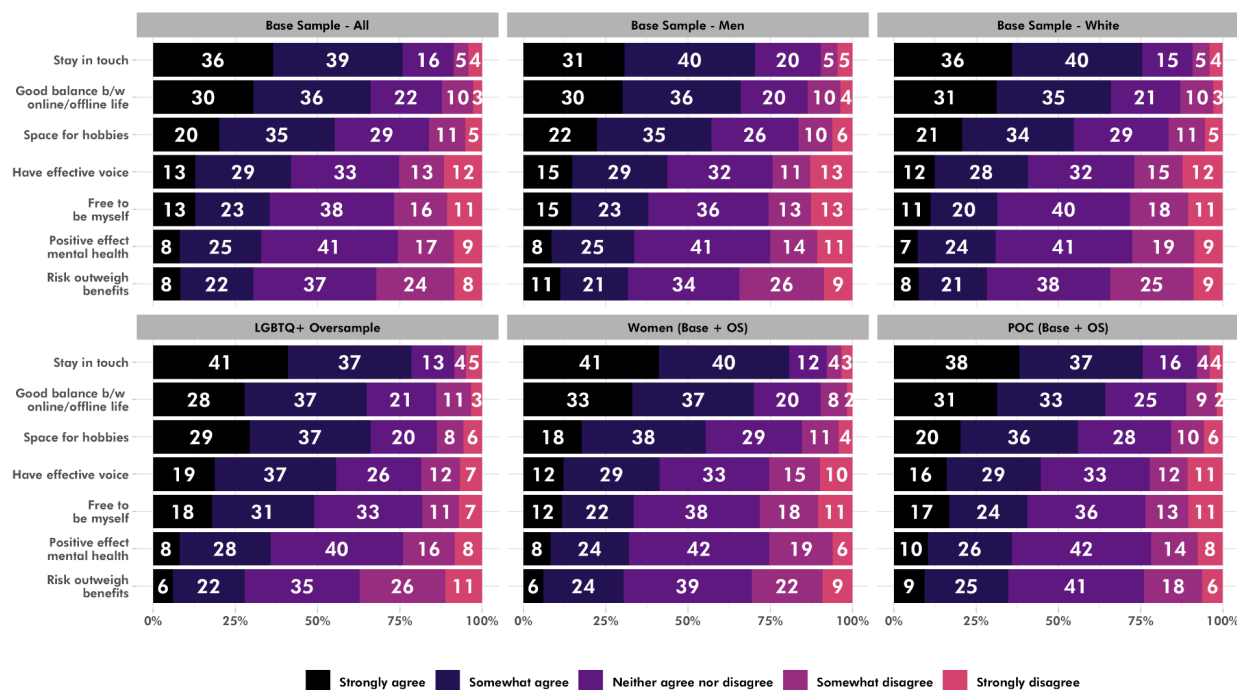 Base Sample - All
Base Sample - Men
Base Sample - White
Stay in touch
36 39 16 5 4
31 40 20 5 5
36 40 15 5 4
Good balance b/w
online/offline life
30 36 22 10 3
30 36 20 10 4
31 35 21 10 3
Space for hobbies
20 35 29 11 5
22 35 26 10 6
21 34 29 11 5
Have effective voice
13 29 33 13 12
15 29 32 11 13
12 28 32 15 12
Free to
be myself
13 23 38 16 11
15 23 36 13 13
11 20 40 18 11
Positive effect
mental health
8 25 41 17 9
8 25 41 14 11
7 24 41 19 9
Risk outweigh
benefits
8 22 37 24 8
11 21 34 26 9
8 21 38 25 9
LGBTQ+ Oversample
Women (Base + OS)
POC (Base + OS)
Stay in touch
41 37 13 4 5
41 40 12 4 3
38 37 16 4 4
Good balance b/w
online/offline life
28 37 21 11 3
33 37 20 8 2
31 33 25 9 2
Space for hobbies
29 37 20 8 6
18 38 29 11 4
20 36 28 10 6
Have effective voice
19 37 26 12 7
12 29 33 15 10
16 29 33 12 11
Free to
be myself
18 31 33 11 7
12 22 38 18 11
17 24 36 13 11
Positive effect
mental health
8 28 40 16 8
8 24 42 19 6
10 26 42 14 8
Risk outweigh
benefits
6 22 35 26 11
6 24 39 22 9
9 25 41 18 6
0% 25% 50% 75% 100%
0% 25% 50% 75% 100%
0% 25% 50% 75% 100%
Strongly agree
Somewhat agree
Neither agree nor disagree
Somewhat disagree
Strongly disagree